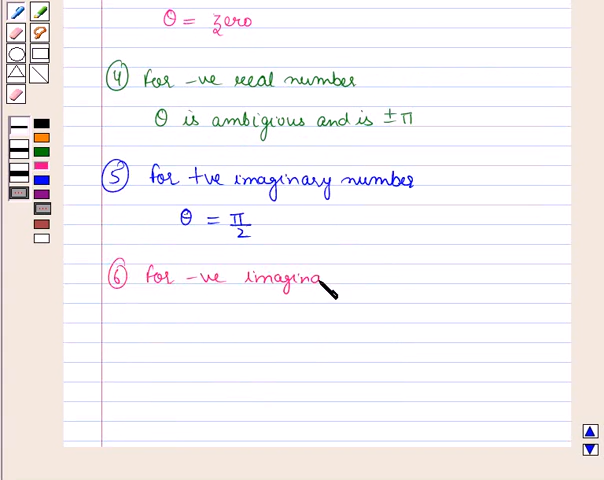 θ = zero
④ For -ve real number
θ is ambigious and is ±π
⑤ For +ve imaginary number
θ = π/2
⑥ For -ve imagina